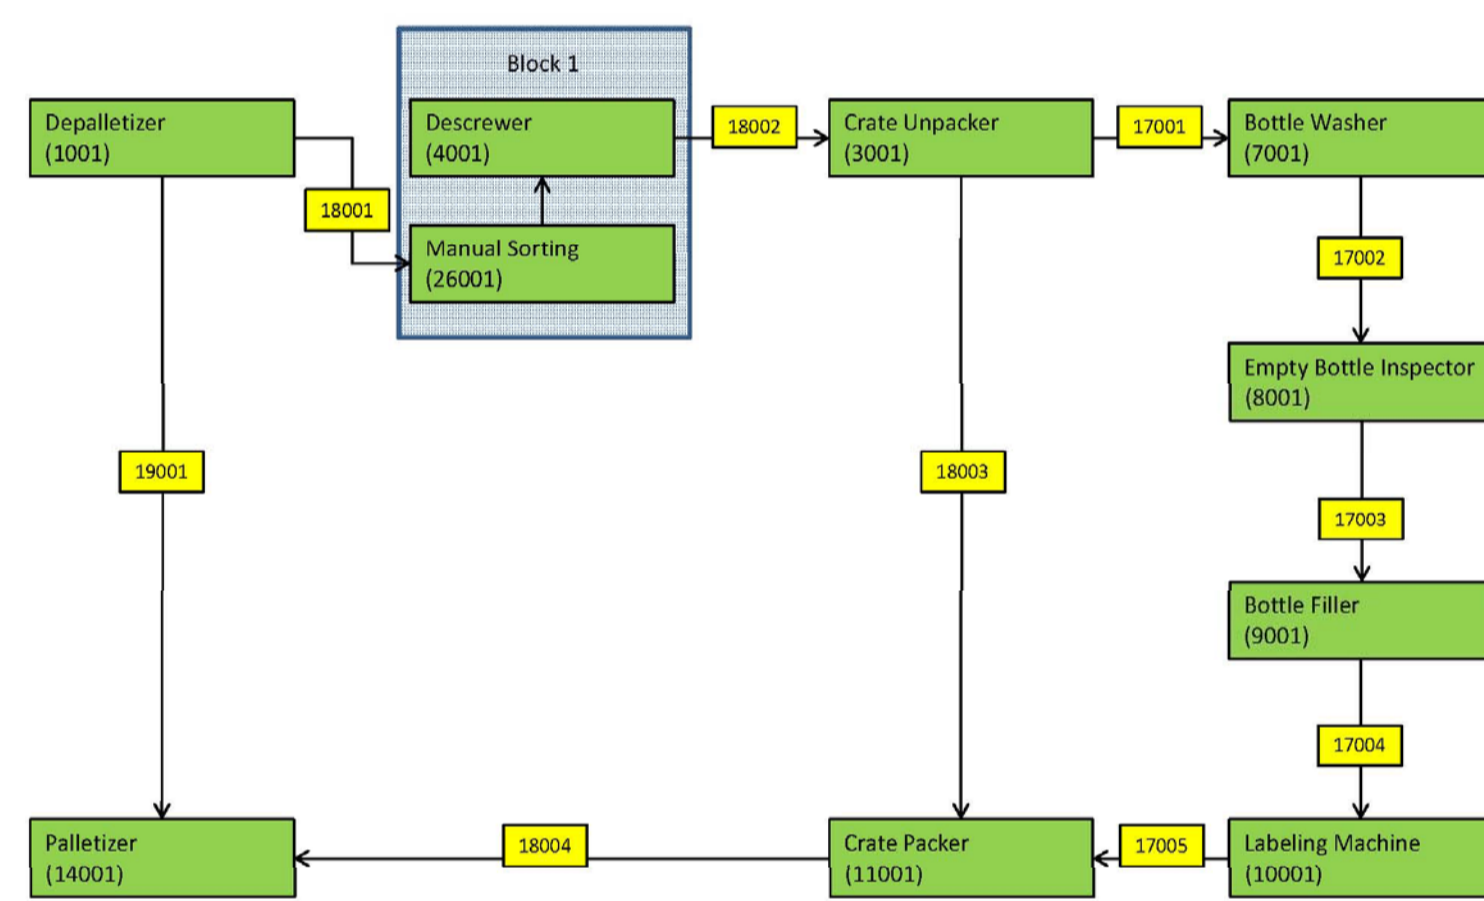 Block 1
Depalletizer
(1001)
Descrewer
(4001)
18002
Crate Unpacker
(3001)
17001
Bottle Washer
(7001)
18001
Manual Sorting
(26001)
17002
Empty Bottle Inspector
(8001)
19001
18003
17003
Bottle Filler
(9001)
17004
Palletizer
(14001)
18004
Crate Packer
(11001)
17005
Labeling Machine
(10001)